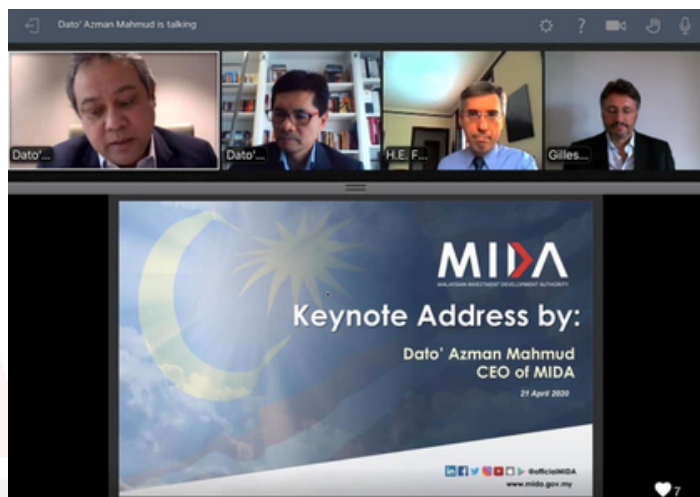 Dato' Azman Mahmud is talking
Dato'...
Dato'...
H.E. F...
Gilles...
MIDA
MALAYSIAN INVESTMENT DEVELOPMENT AUTHORITY
Keynote Address by:
Dato' Azman Mahmud
CEO of MIDA
21 April 2020
@officialMIDA
www.mida.gov.my
7